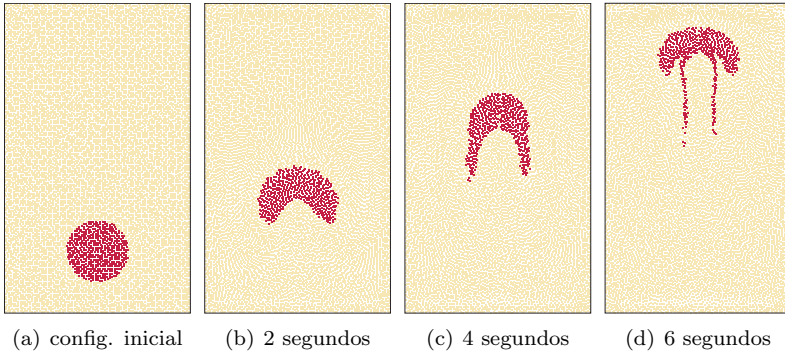 (a) config. inicial
(b) 2 segundos
(c) 4 segundos
(d) 6 segundos